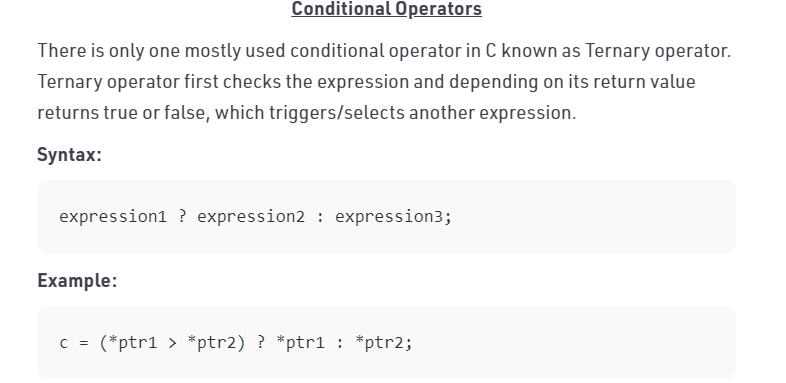 Conditional Operators
There is only one mostly used conditional operator in C known as Ternary operator.
Ternary operator first checks the expression and depending on its return value
returns true or false, which triggers/selects another expression.
Syntax:
expression1 ? expression2 : expression3;
Example:
c = (*ptr1 > *ptr2) ? *ptr1 : *ptr2;